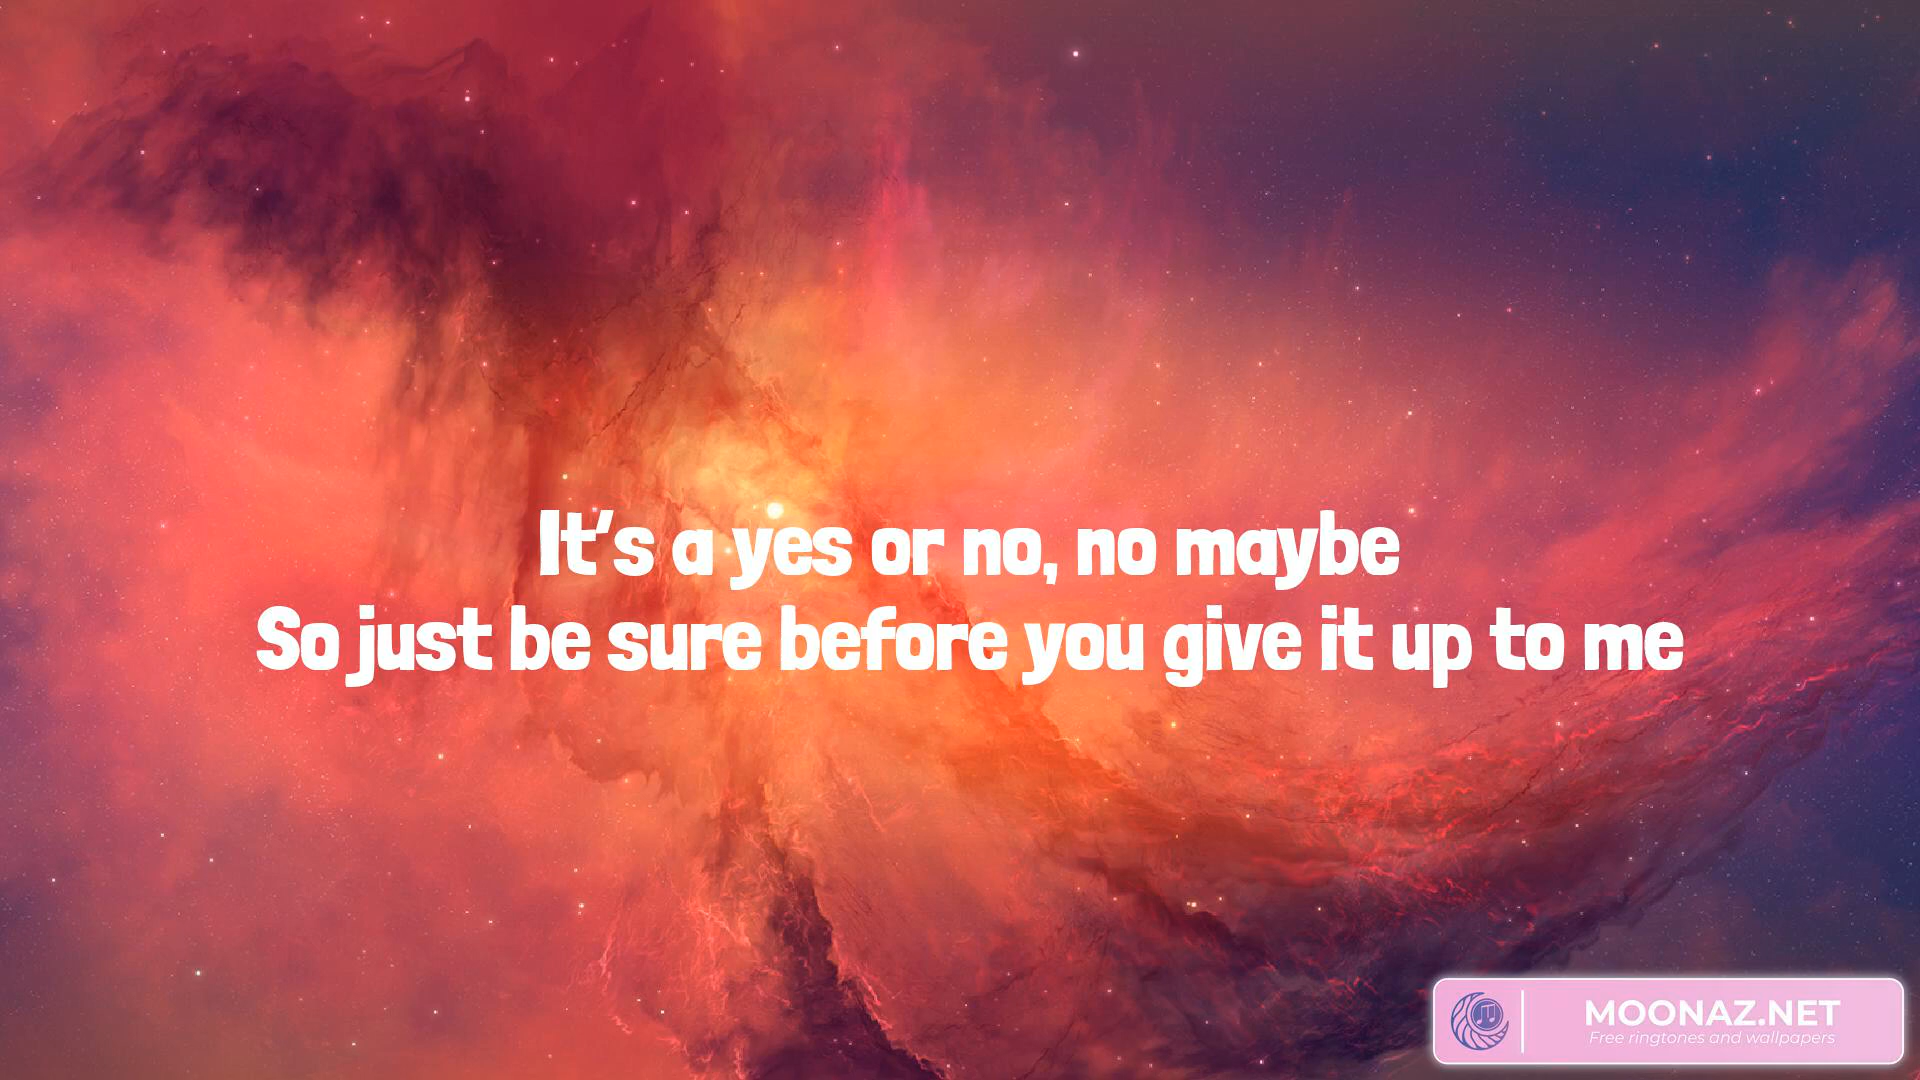 It's a yes or no, no maybe
So just be sure before you give it up to me
MOONAZ.NET
Free ringtones and wallpapers